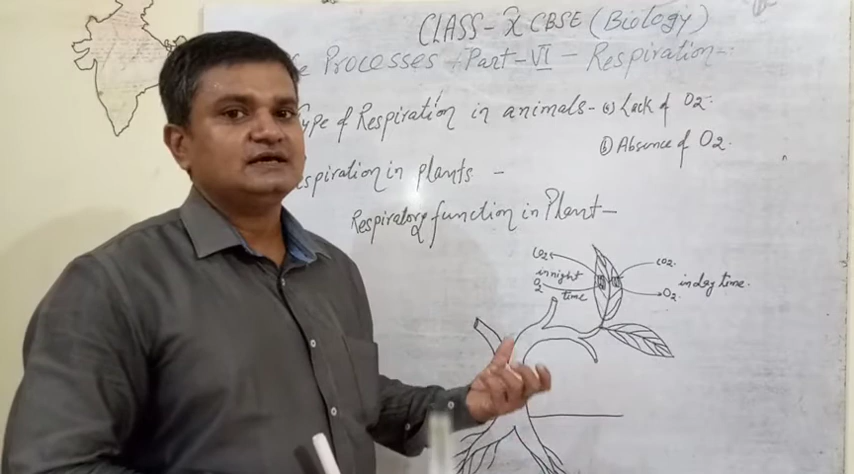 CLASS - X CBSE (Biology)
Processes - Part - VI - Respiration -
Type of Respiration in animals - (a) Lack of O2
(b) Absence of O2.
Respiration in plants -
Respiratory function in Plant -
CO2
in night
O2
time
CO2.
O2.
in day time.